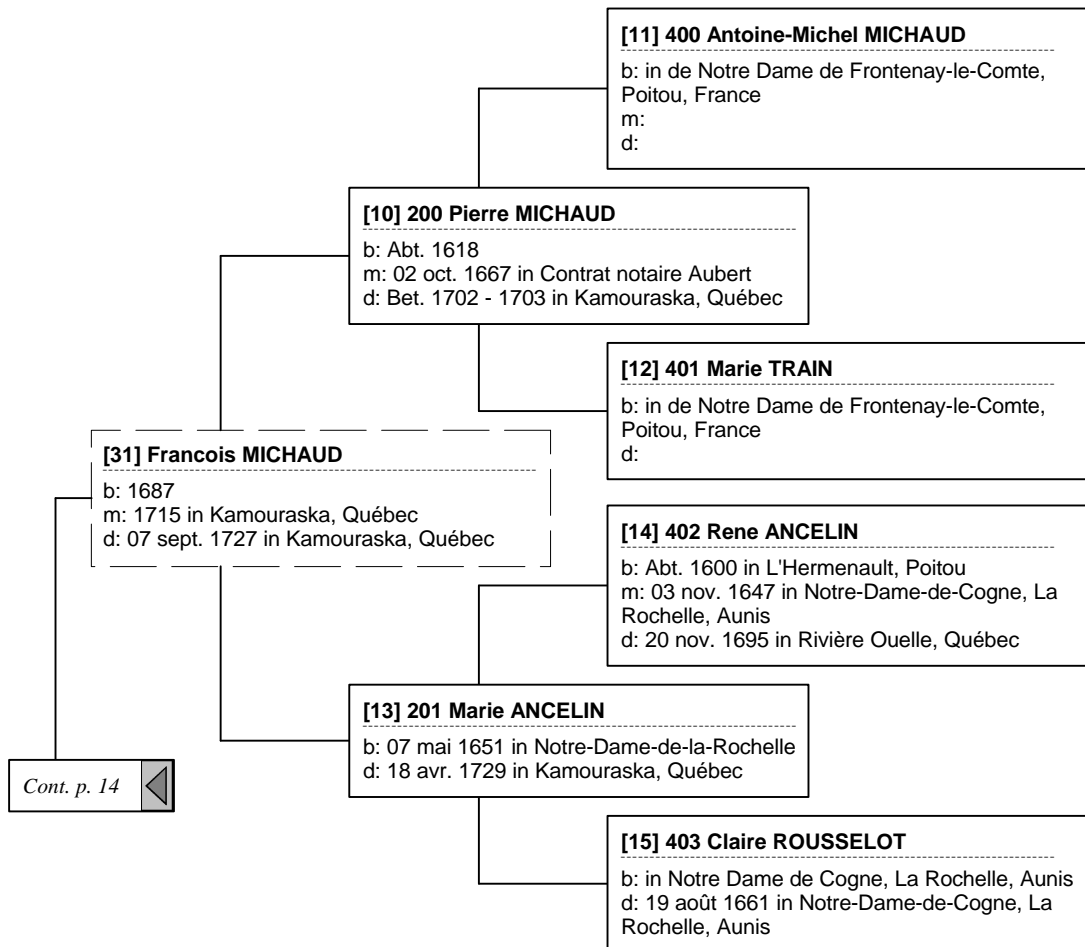 [11] 400 Antoine-Michel MICHAUD
b: in de Notre Dame de Frontenay-le-Comte,
Poitou, France
m:
d:
[10] 200 Pierre MICHAUD
b: Abt. 1618
m: 02 oct. 1667 in Contrat notaire Aubert
d: Bet. 1702 - 1703 in Kamouraska, Québec
[12] 401 Marie TRAIN
b: in de Notre Dame de Frontenay-le-Comte,
Poitou, France
d:
[31] Francois MICHAUD
b: 1687
m: 1715 in Kamouraska, Québec
d: 07 sept. 1727 in Kamouraska, Québec
[14] 402 Rene ANCELIN
b: Abt. 1600 in L'Hermenault, Poitou
m: 03 nov. 1647 in Notre-Dame-de-Cogne, La
Rochelle, Aunis
d: 20 nov. 1695 in Rivière Ouelle, Québec
[13] 201 Marie ANCELIN
b: 07 mai 1651 in Notre-Dame-de-la-Rochelle
d: 18 avr. 1729 in Kamouraska, Québec
Cont. p. 14
[15] 403 Claire ROUSSELOT
b: in Notre Dame de Cogne, La Rochelle, Aunis
d: 19 août 1661 in Notre-Dame-de-Cogne, La
Rochelle, Aunis